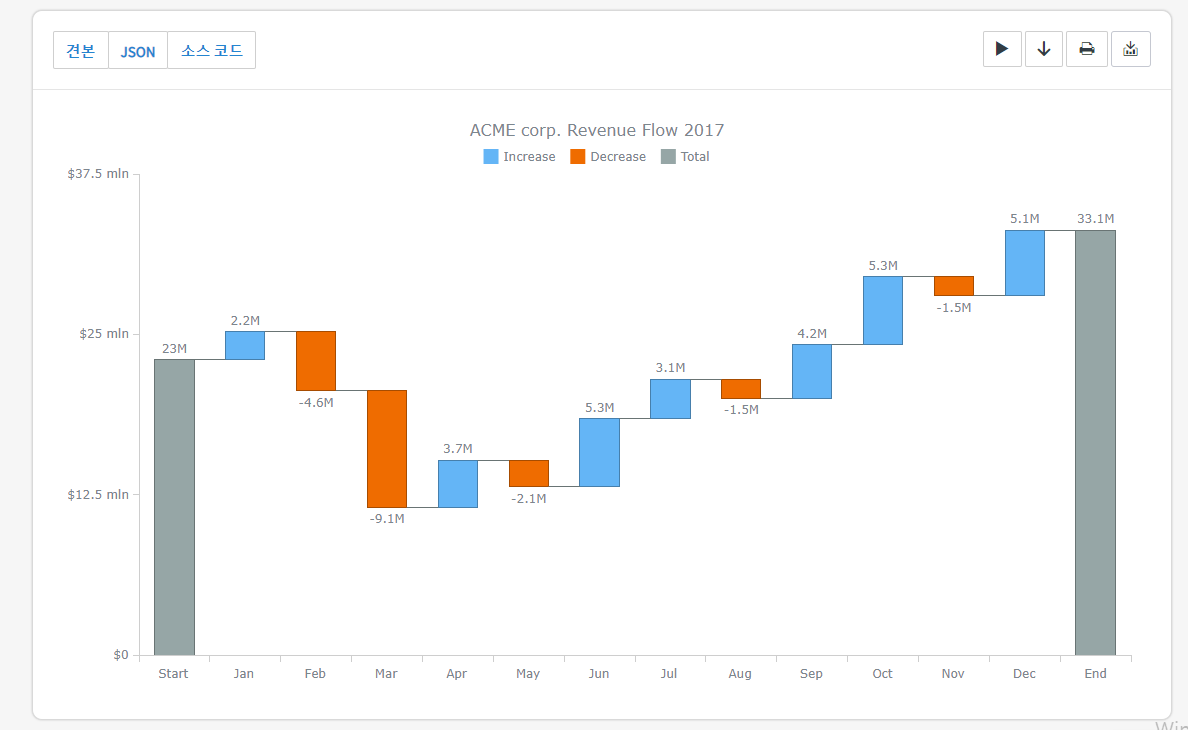 견본 JSON 소스 코드
ACME corp. Revenue Flow 2017
Increase Decrease Total
$37.5 mln
5.1M 33.1M
5.3M
-1.5M
2.2M
$25 mln 4.2M
23M
3.1M
-4.6M 5.3M -1.5M
3.7M
$12.5 mln -2.1M
-9.1M
$0
Start Jan Feb Mar Apr May Jun Jul Aug Sep Oct Nov Dec End